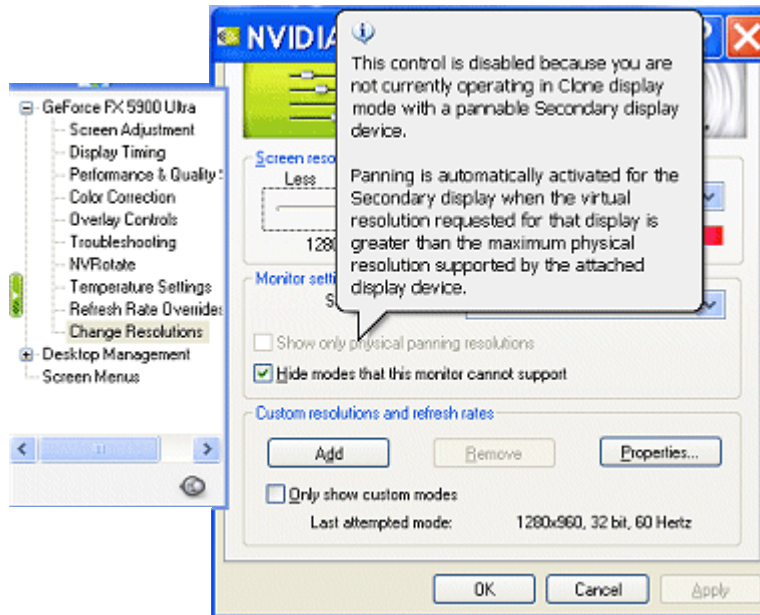 GeForce FX 5900 Ultra
Screen Adjustment
Display Timing
Performance & Quality
Color Correction
Overlay Controls
Troubleshooting
NVRotate
Temperature Settings
Refresh Rate Overrides
Change Resolutions
Desktop Management
Screen Menus
NVIDIA
This control is disabled because you are
not currently operating in Clone display
mode with a pannable Secondary display
device.
Panning is automatically activated for the
Secondary display when the virtual
resolution requested for that display is
greater than the maximum physical
resolution supported by the attached
display device.
Screen reso
Less
1280
Monitor setti
S
Show only physical panning resolutions
Hide modes that this monitor cannot support
Custom resolutions and refresh rates
Add Remove Properties...
Only show custom modes
Last attempted mode: 1280x960, 32 bit, 60 Hertz
OK Cancel Apply